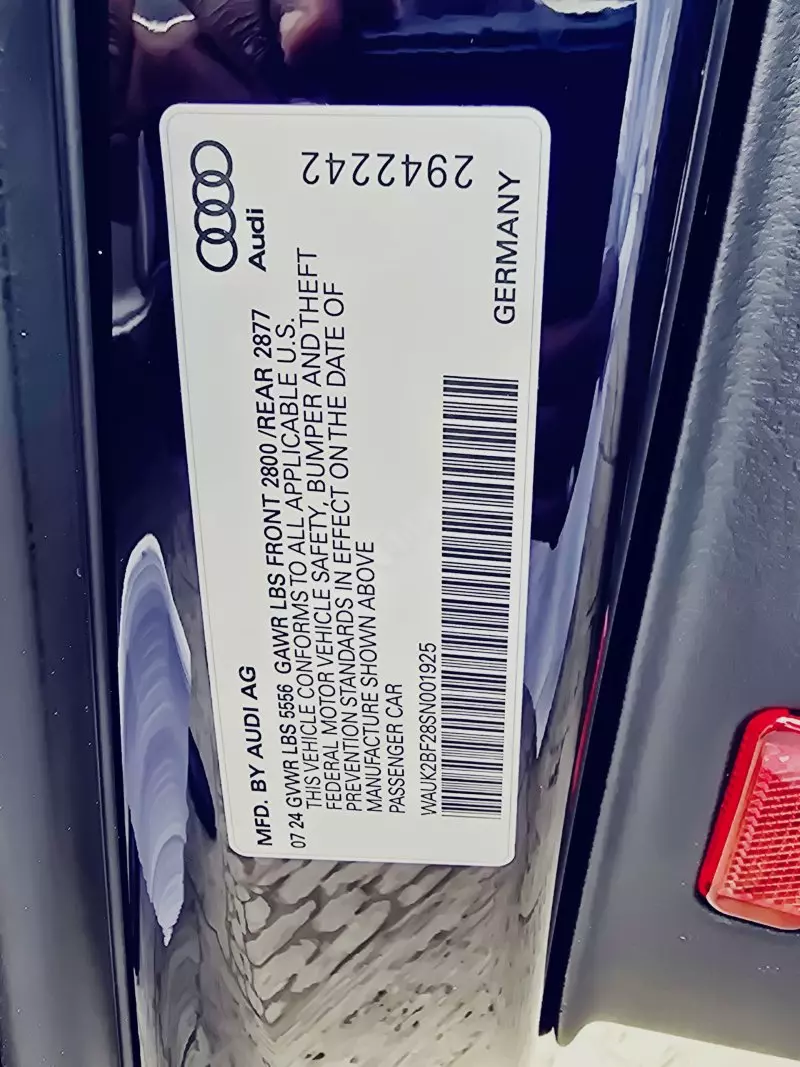 Audi
2942242
MFD. BY AUDI AG
07 24 GVWR LBS 5556 GAWR LBS FRONT 2800 /REAR 2877
THIS VEHICLE CONFORMS TO ALL APPLICABLE U.S.
FEDERAL MOTOR VEHICLE SAFETY, BUMPER AND THEFT
PREVENTION STANDARDS IN EFFECT ON THE DATE OF
MANUFACTURE SHOWN ABOVE
PASSENGER CAR
WAUK2BF28SN001925
GERMANY